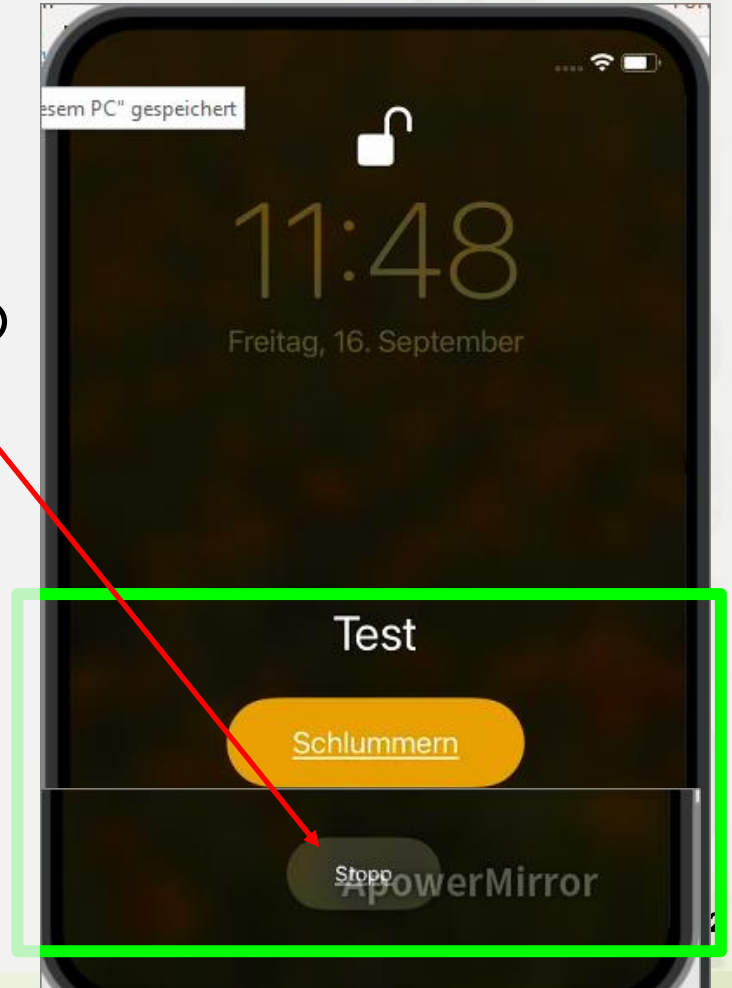 esem PC" gespeichert
11:48
Freitag, 16. September
Test
Schlummern
Stopp
ApowerMirror